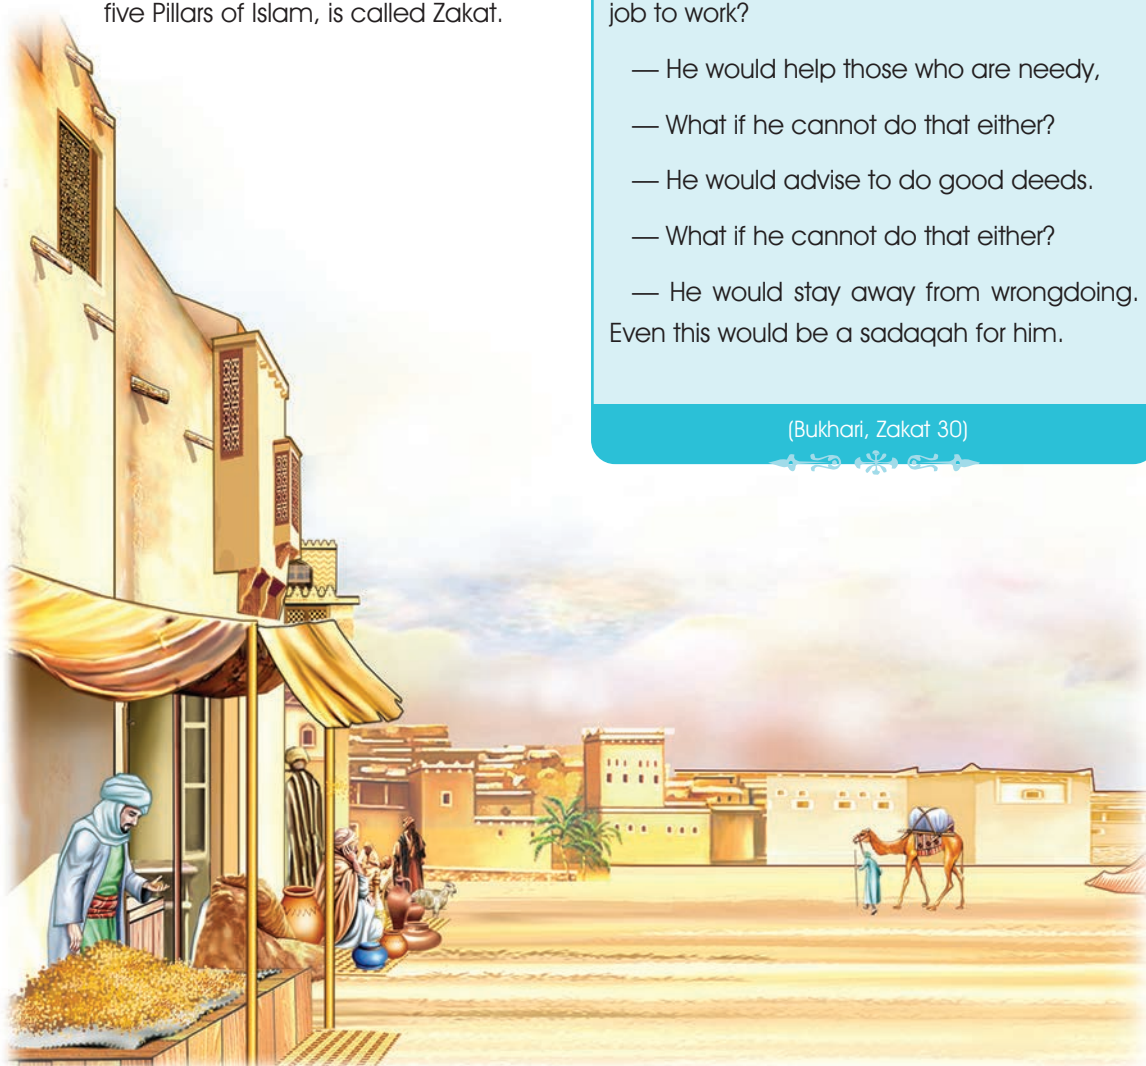 five Pillars of Islam, is called Zakat.
job to work?
— He would help those who are needy,
— What if he cannot do that either?
— He would advise to do good deeds.
— What if he cannot do that either?
— He would stay away from wrongdoing.
Even this would be a sadaqah for him.
(Bukhari, Zakat 30)